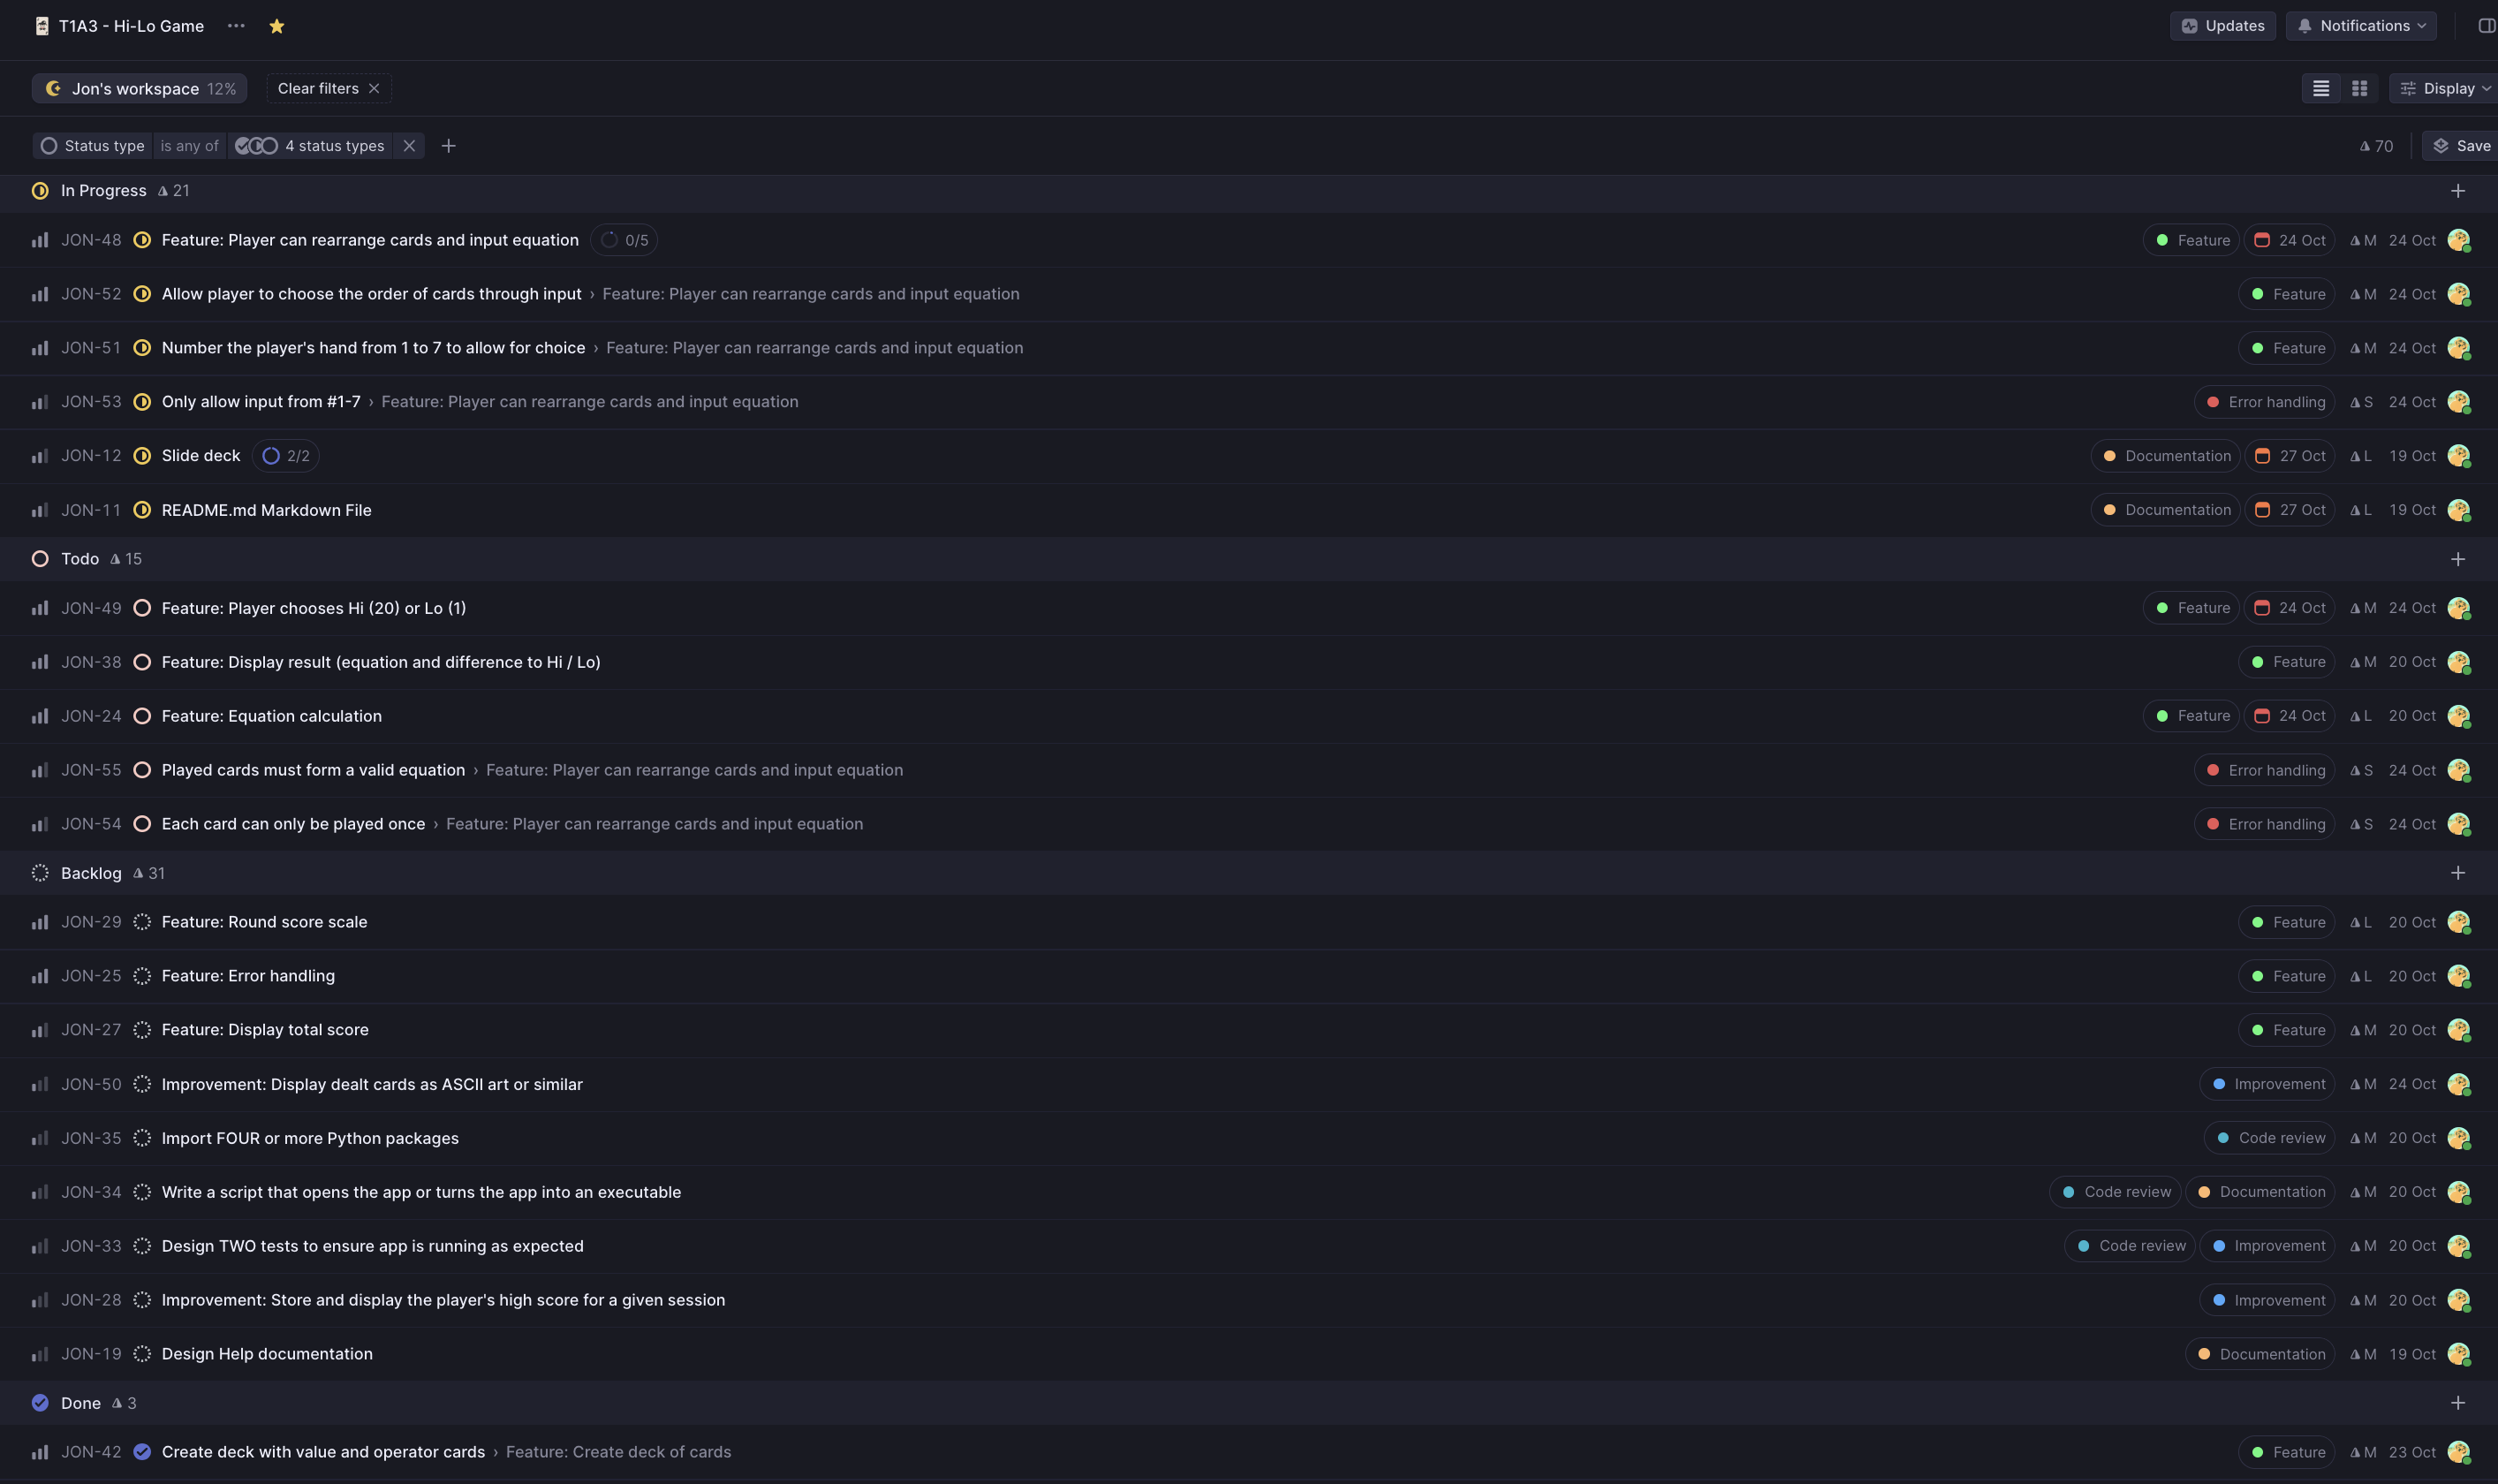 T1A3 - Hi-Lo Game
Updates
Notifications
Jon's workspace 12%
Clear filters
Display
Status type is any of 4 status types
70
Save
In Progress 21
JON-48 Feature: Player can rearrange cards and input equation 0/5 Feature 24 Oct M 24 Oct
JON-52 Allow player to choose the order of cards through input › Feature: Player can rearrange cards and input equation Feature M 24 Oct
JON-51 Number the player's hand from 1 to 7 to allow for choice › Feature: Player can rearrange cards and input equation Feature M 24 Oct
JON-53 Only allow input from #1-7 › Feature: Player can rearrange cards and input equation Error handling S 24 Oct
JON-12 Slide deck 2/2 Documentation 27 Oct L 19 Oct
JON-11 README.md Markdown File Documentation 27 Oct L 19 Oct
Todo 15
JON-49 Feature: Player chooses Hi (20) or Lo (1) Feature 24 Oct M 24 Oct
JON-38 Feature: Display result (equation and difference to Hi / Lo) Feature M 20 Oct
JON-24 Feature: Equation calculation Feature 24 Oct L 20 Oct
JON-55 Played cards must form a valid equation › Feature: Player can rearrange cards and input equation Error handling S 24 Oct
JON-54 Each card can only be played once › Feature: Player can rearrange cards and input equation Error handling S 24 Oct
Backlog 31
JON-29 Feature: Round score scale Feature L 20 Oct
JON-25 Feature: Error handling Feature L 20 Oct
JON-27 Feature: Display total score Feature M 20 Oct
JON-50 Improvement: Display dealt cards as ASCII art or similar Improvement M 24 Oct
JON-35 Import FOUR or more Python packages Code review M 20 Oct
JON-34 Write a script that opens the app or turns the app into an executable Code review Documentation M 20 Oct
JON-33 Design TWO tests to ensure app is running as expected Code review Improvement M 20 Oct
JON-28 Improvement: Store and display the player's high score for a given session Improvement M 20 Oct
JON-19 Design Help documentation Documentation M 19 Oct
Done 3
JON-42 Create deck with value and operator cards › Feature: Create deck of cards Feature M 23 Oct